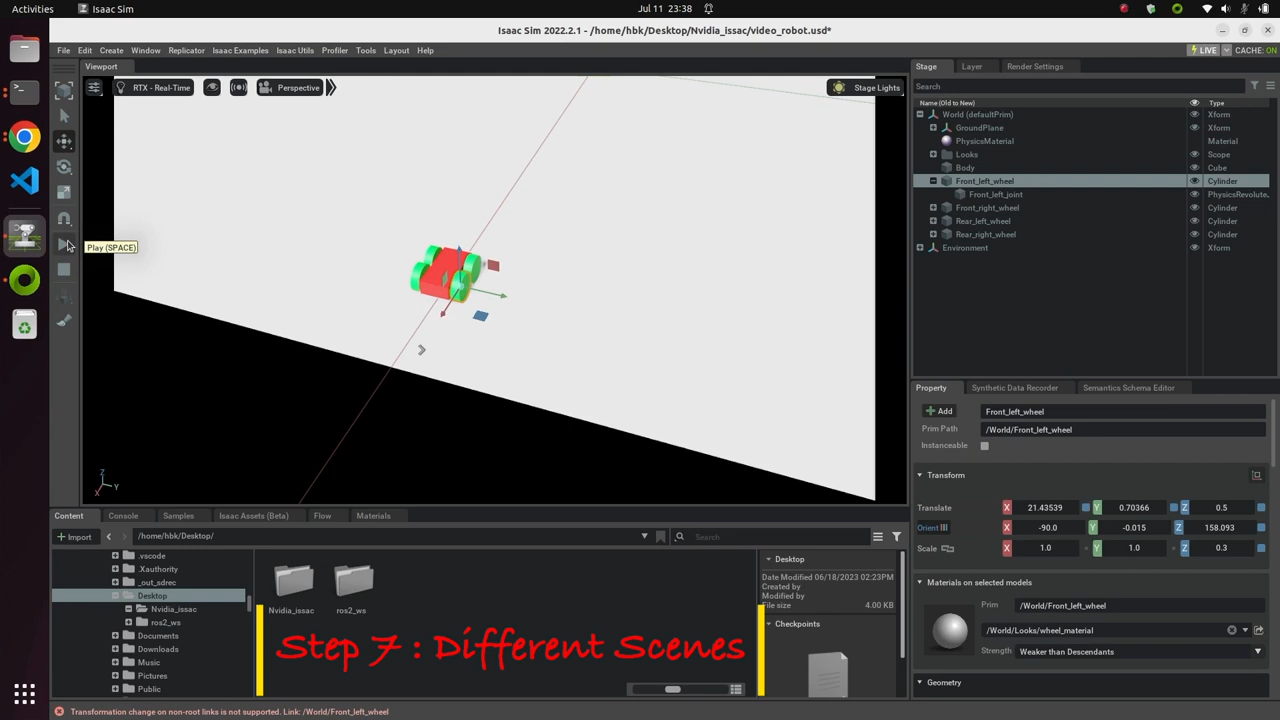 Activities
Isaac Sim
Jul 11 23:38
Isaac Sim 2022.2.1 - /home/hbk/Desktop/Nvidia_issac/video_robot.usd*
File Edit Create Window Replicator Isaac Examples Isaac Utils Profiler Tools Layout Help
LIVE CACHE: ON
Viewport
RTX - Real-Time
Perspective
Stage Lights
Play (SPACE)
Z
X Y
Stage Layer Render Settings
Search
Name (Old to New) Type
World (defaultPrim) Xform
GroundPlane Xform
PhysicsMaterial Material
Looks Scope
Body Cube
Front_left_wheel Cylinder
Front_left_joint PhysicsRevolute.
Front_right_wheel Cylinder
Rear_left_wheel Cylinder
Rear_right_wheel Cylinder
Environment Xform
Property Synthetic Data Recorder Semantics Schema Editor
Add Front_left_wheel
Prim Path /World/Front_left_wheel
Instanceable
Transform
Translate X 21.43539 Y 0.70366 Z 0.5
Orient X -90.0 Y -0.015 Z 158.093
Scale X 1.0 Y 1.0 Z 0.3
Materials on selected models
Prim /World/Front_left_wheel
/World/Looks/wheel_material
Strength Weaker than Descendants
Geometry
Content Console Samples Isaac Assets (Beta) Flow Materials
Import /home/hbk/Desktop/ Search
.vscode
.Xauthority
_out_sdrec
Desktop
Nvidia_issac
ros2_ws
Documents
Downloads
Music
Pictures
Public
Nvidia_issac ros2_ws
Step 7 : Different Scenes
Desktop
Date Modified 06/18/2023 02:23PM
Created by
Modified by
File size 4.00 KB
Checkpoints
Transformation change on non-root links is not supported. Link: /World/Front_left_wheel